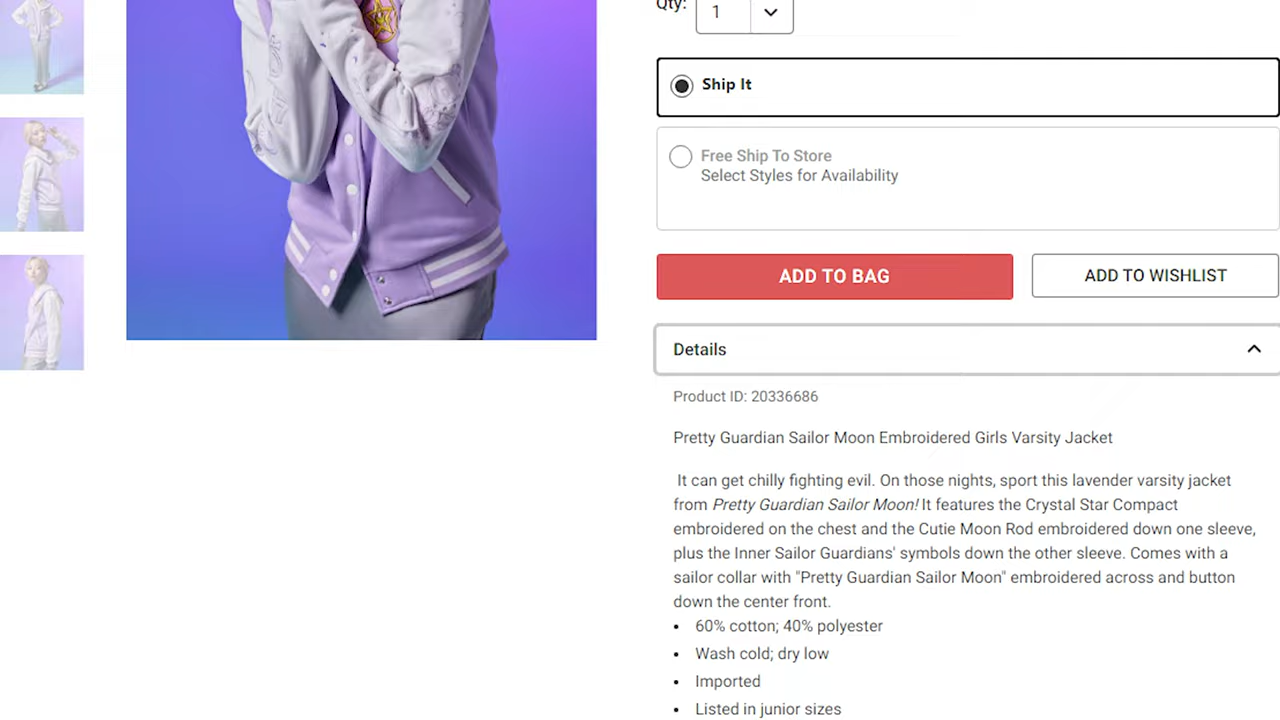 Qty:
1
Ship It
Free Ship To Store
Select Styles for Availability
ADD TO BAG
ADD TO WISHLIST
Details
Product ID: 20336686
Pretty Guardian Sailor Moon Embroidered Girls Varsity Jacket
It can get chilly fighting evil. On those nights, sport this lavender varsity jacket
from Pretty Guardian Sailor Moon! It features the Crystal Star Compact
embroidered on the chest and the Cutie Moon Rod embroidered down one sleeve,
plus the Inner Sailor Guardians' symbols down the other sleeve. Comes with a
sailor collar with "Pretty Guardian Sailor Moon" embroidered across and button
down the center front.
• 60% cotton; 40% polyester
• Wash cold; dry low
• Imported
• Listed in junior sizes